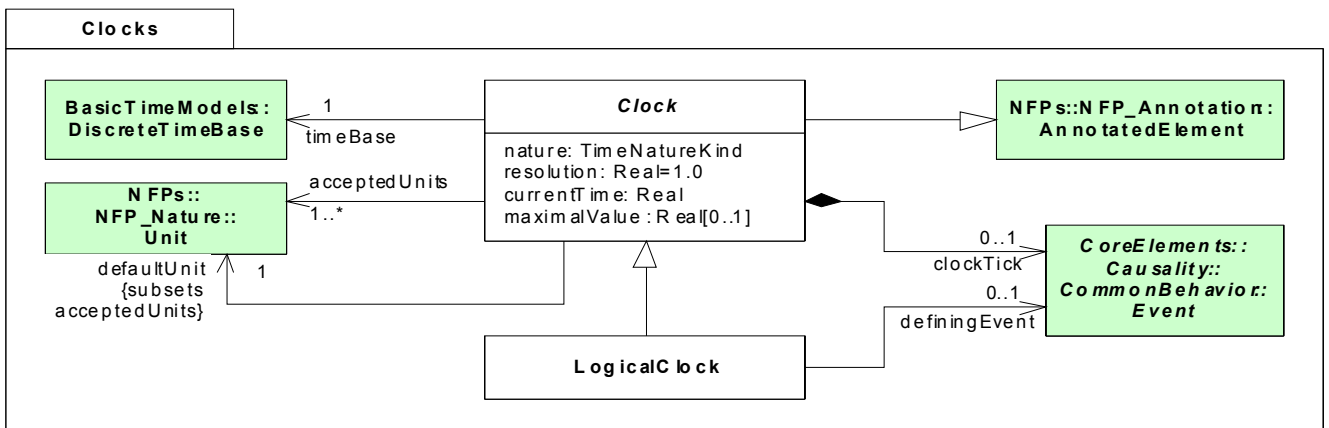 Clocks
BasicTimeModels::
DiscreteTimeBase
1
timeBase
Clock
nature: TimeNatureKind
resolution: Real=1.0
currentTime: Real
maximalValue : Real[0..1]
NFPs::NFP_Annotation::
AnnotatedElement
NFPs::
NFP_Nature::
Unit
acceptedUnits
1..*
defaultUnit
{subsets
acceptedUnits}
1
0..1
clockTick
CoreElements::
Causality::
CommonBehavior::
Event
0..1
definingEvent
LogicalClock